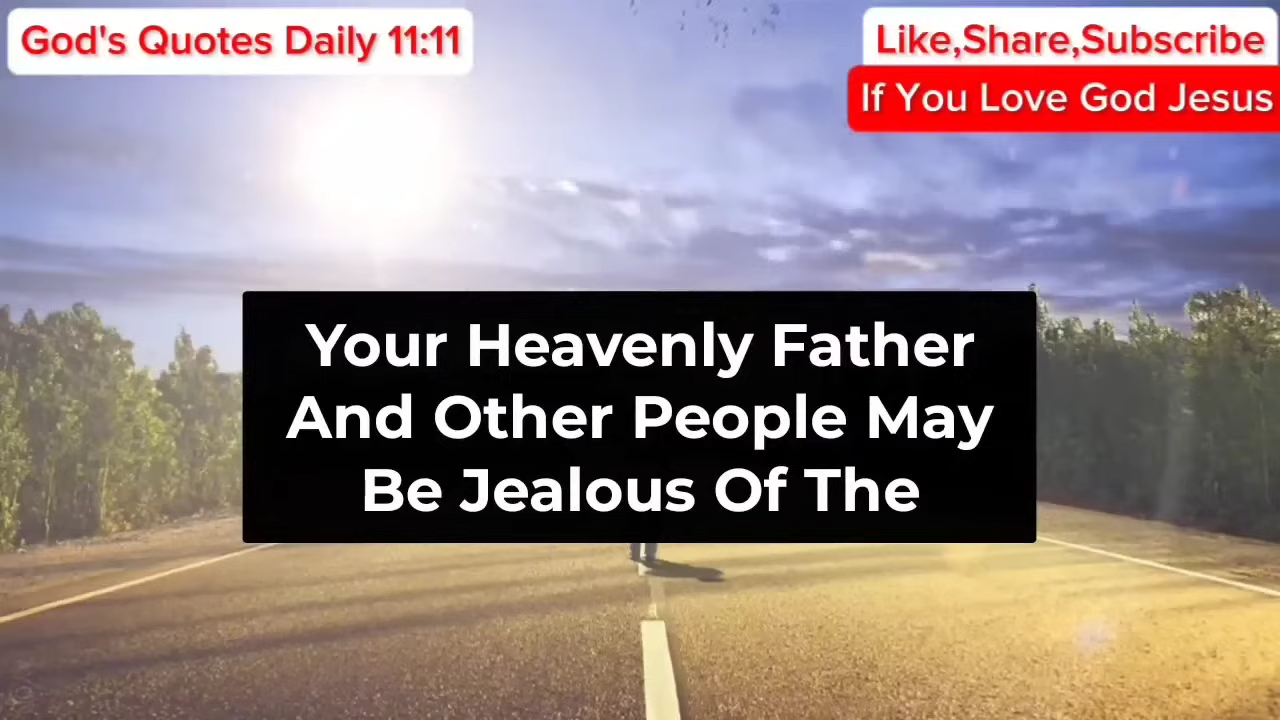 God's Quotes Daily 11:11
Like,Share,Subscribe
If You Love God Jesus
Your Heavenly Father
And Other People May
Be Jealous Of The